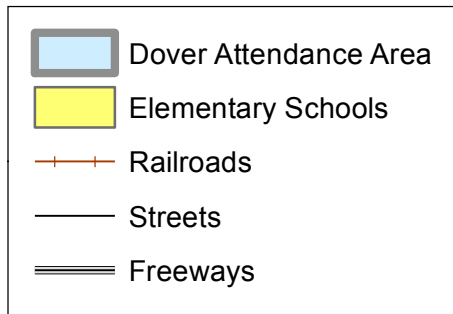 Dover Attendance Area
Elementary Schools
Railroads
Streets
Freeways